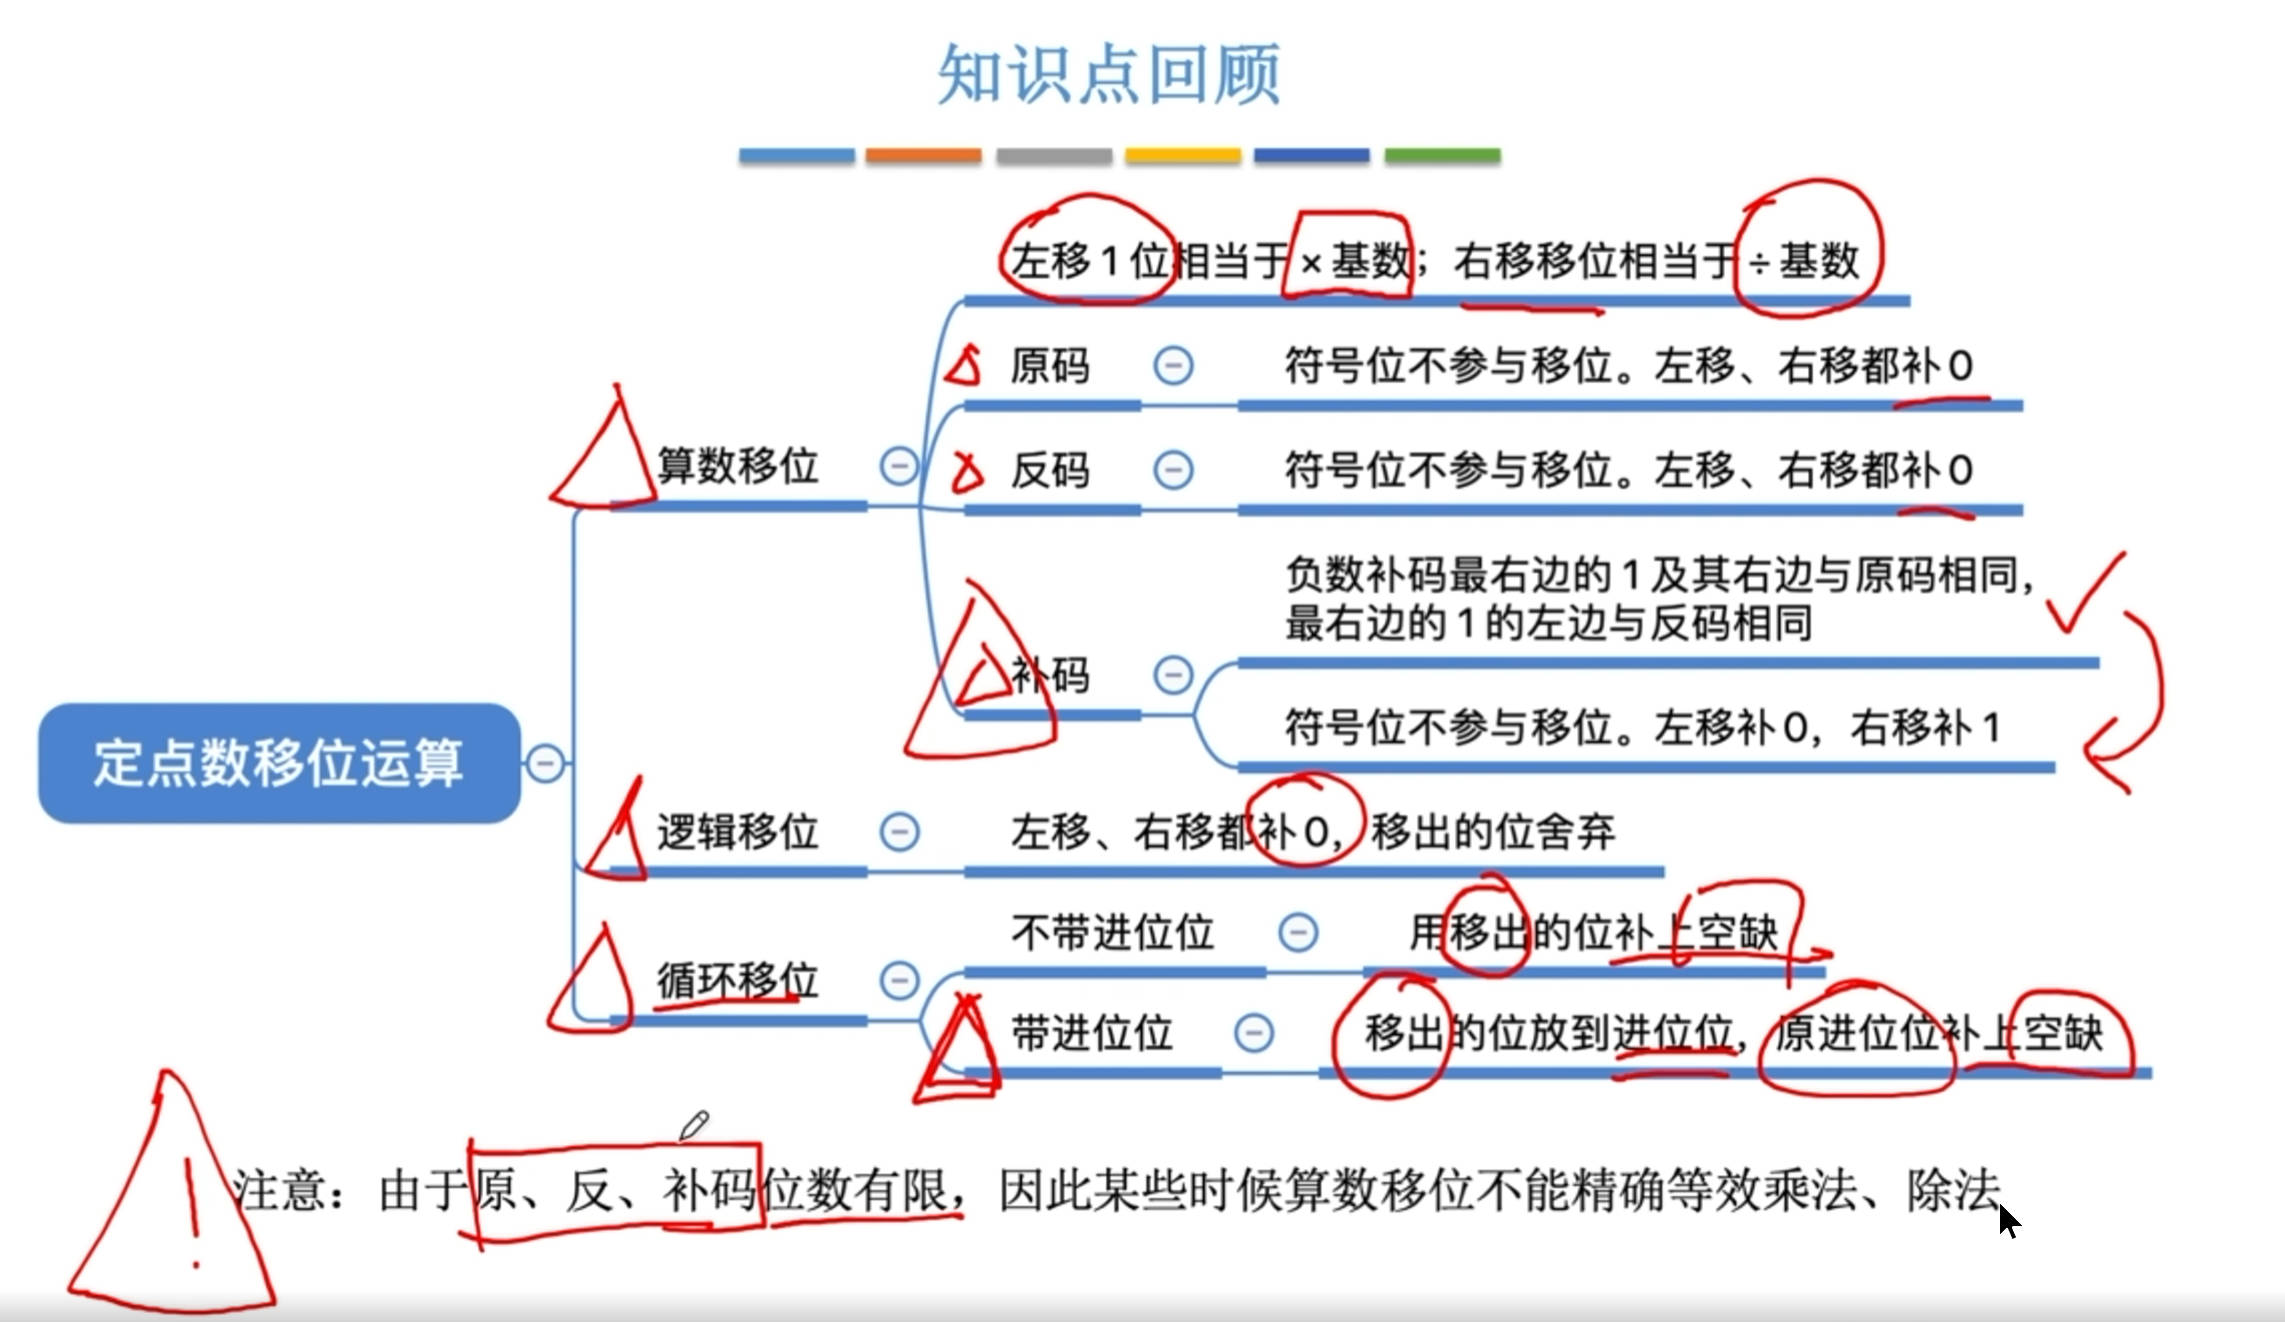 知识点回顾
左移1位相当于×基数；右移移位相当于÷基数
原码
符号位不参与移位。左移、右移都补0
算数移位
反码
符号位不参与移位。左移、右移都补0
负数补码最右边的1及其右边与原码相同，
最右边的1的左边与反码相同
补码
符号位不参与移位。左移补0，右移补1
定点数移位运算
逻辑移位
左移、右移都补0，移出的位舍弃
不带进位位
用移出的位补上空缺
循环移位
带进位位
移出的位放到进位位，原进位位补上空缺
注意：由于原、反、补码位数有限，因此某些时候算数移位不能精确等效乘法、除法